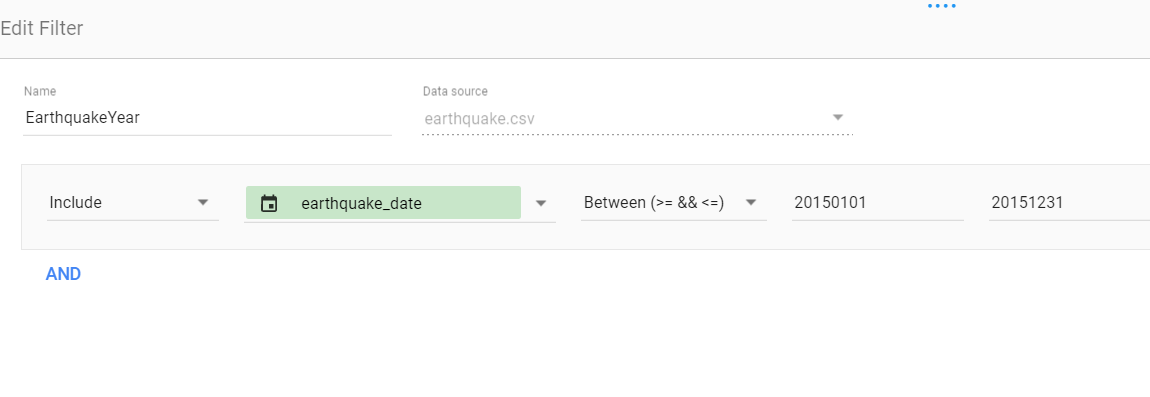 Edit Filter
Name
Data source
EarthquakeYear
earthquake.csv
Include
earthquake_date
Between (>= && <=)
20150101
20151231
AND